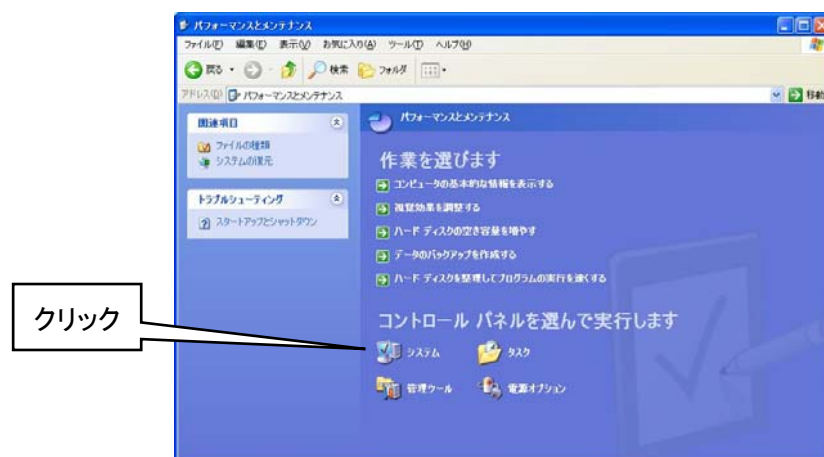 パフォーマンスとメンテナンス
ファイル(F) 編集(E) 表示(V) お気に入り(A) ツール(T) ヘルプ(H)
戻る 検索 フォルダ
アドレス(D) パフォーマンスとメンテナンス 移動
関連項目
ファイルの種類
システムの復元
トラブルシューティング
スタートアップとシャットダウン
パフォーマンスとメンテナンス
作業を選びます
コンピュータの基本的な情報を表示する
視覚効果を調整する
ハード ディスクの空き容量を増やす
データのバックアップを作成する
ハード ディスクを整理してプログラムの実行を速くする
コントロール パネルを選んで実行します
システム タスク
管理ツール 電源オプション
クリック